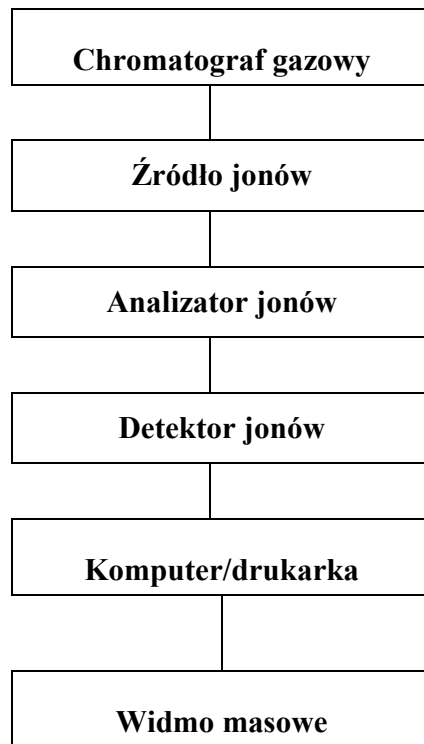 Chromatograf gazowy
Źródło jonów
Analizator jonów
Detektor jonów
Komputer/drukarka
Widmo masowe